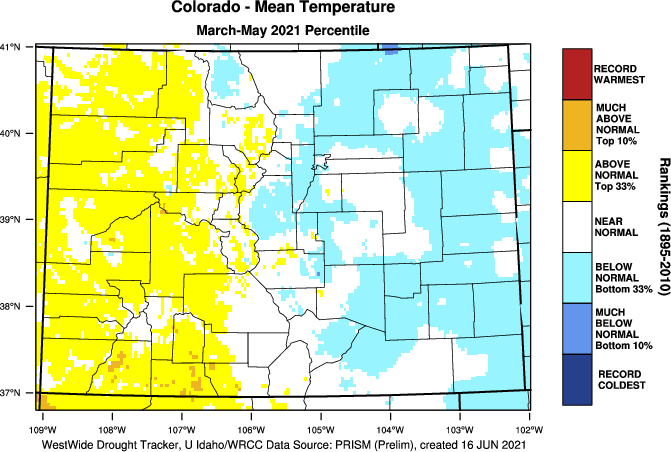 Colorado - Mean Temperature
March-May 2021 Percentile
41°N
40°N
39°N
38°N
37°N
109°W 108°W 107°W 106°W 105°W 104°W 103°W 102°W
RECORD
WARMEST
MUCH
ABOVE
NORMAL
Top 10%
ABOVE
NORMAL
Top 33%
NEAR
NORMAL
BELOW
NORMAL
Bottom 33%
MUCH
BELOW
NORMAL
Bottom 10%
RECORD
COLDEST
Rankings (1895-2010)
WestWide Drought Tracker, U Idaho/WRCC Data Source: PRISM (Prelim), created 16 JUN 2021